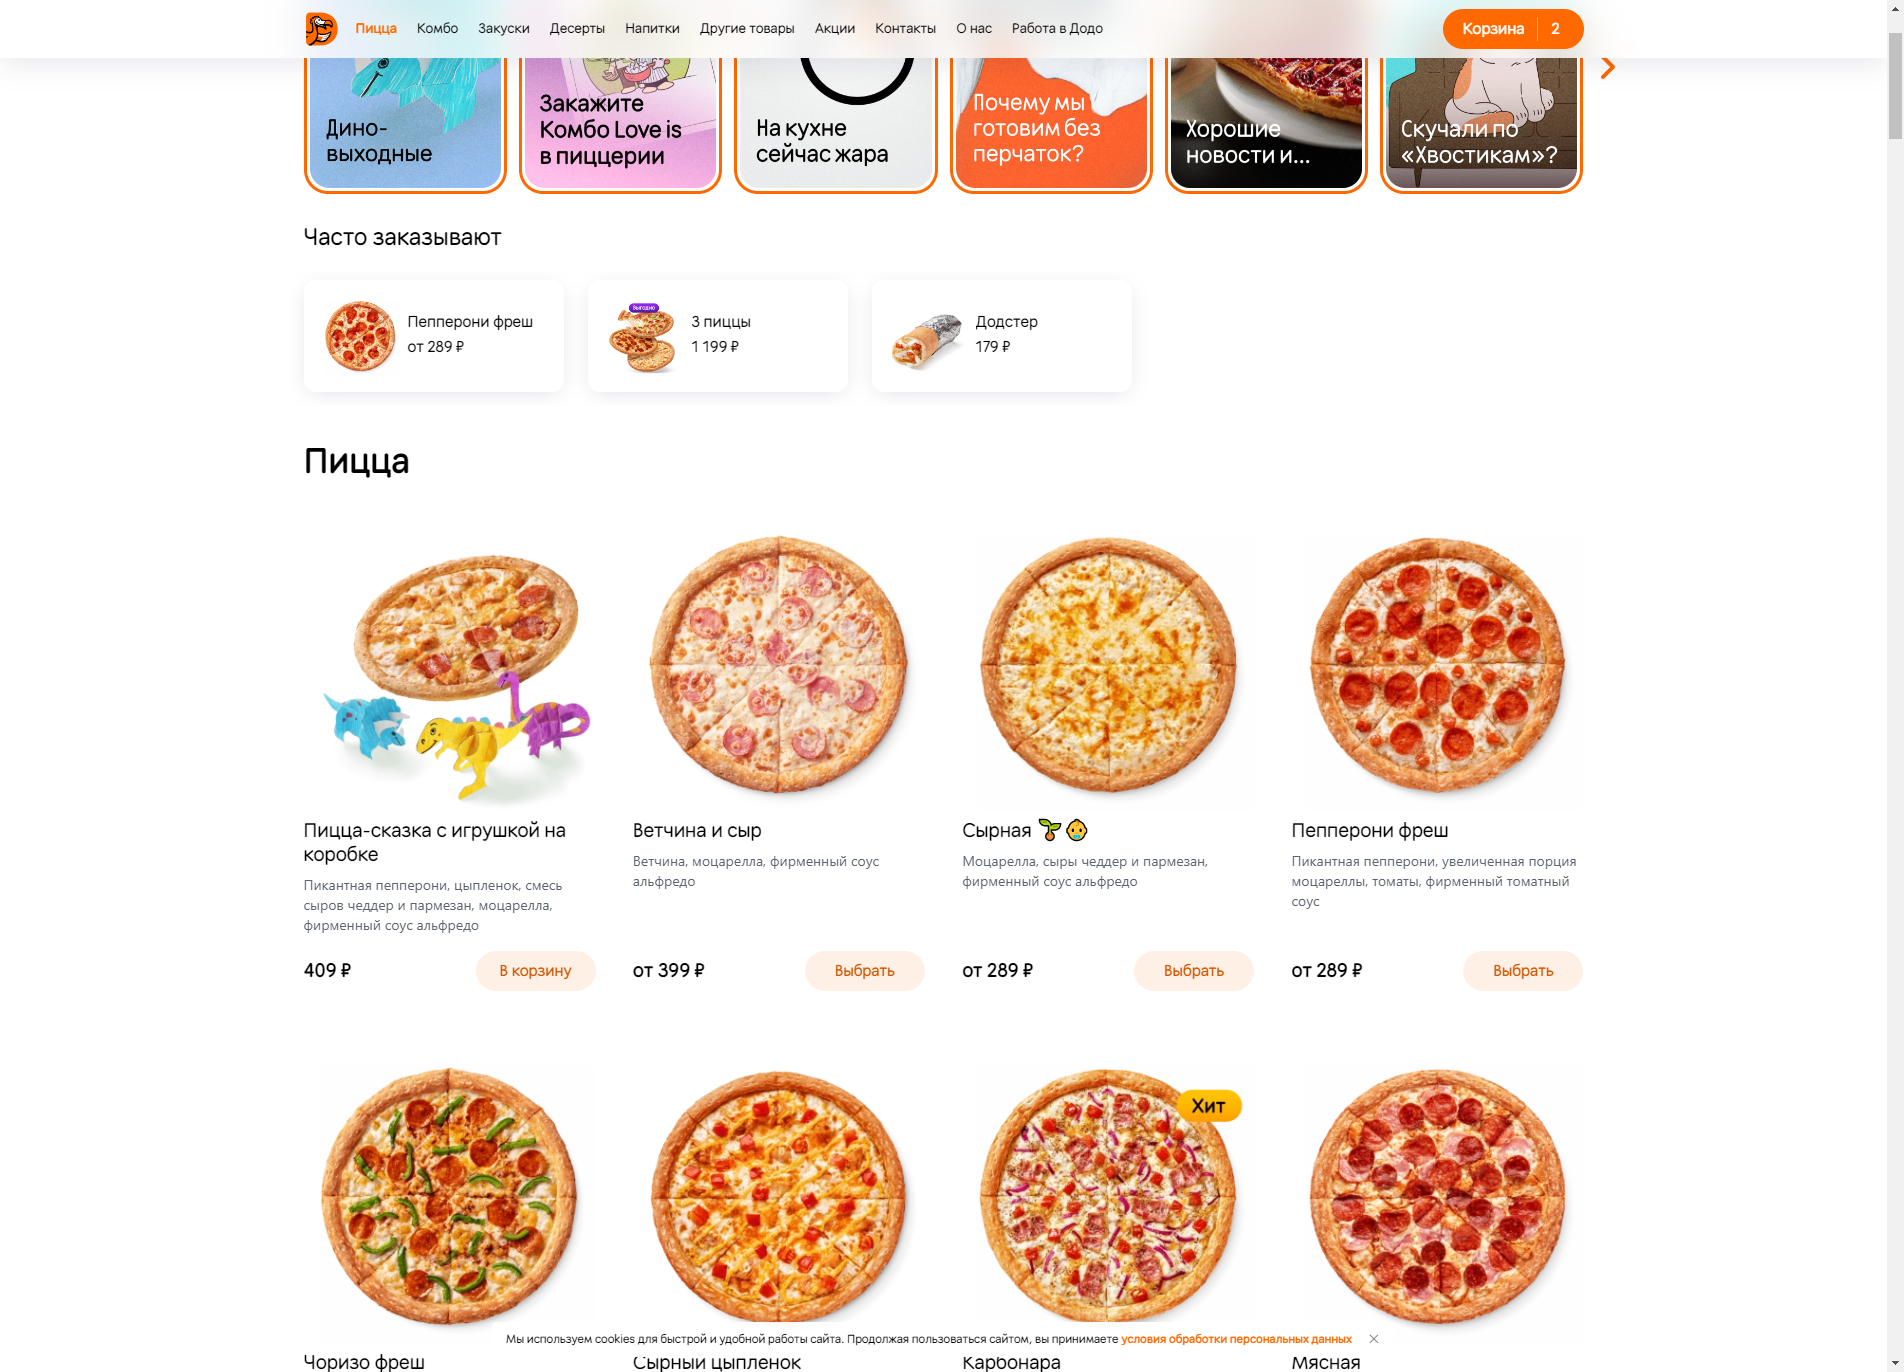 Пицца
Комбо
Закуски
Десерты
Напитки
Другие товары
Акции
Контакты
О нас
Работа в Додо
Корзина 2
Дино-
выходные
Закажите
Комбо Love is
в пиццерии
На кухне
сейчас жара
Почему мы
готовим без
перчаток?
Хорошие
новости и...
Скучали по
«Хвостикам»?
Часто заказывают
Пепперони фреш
от 289 ₽
Выгодно
3 пиццы
1 199 ₽
Додстер
179 ₽
Пицца
Пицца-сказка с игрушкой на
коробке
Пикантная пепперони, цыпленок, смесь
сыров чеддер и пармезан, моцарелла,
фирменный соус альфредо
409 ₽
В корзину
Ветчина и сыр
Ветчина, моцарелла, фирменный соус
альфредо
от 399 ₽
Выбрать
Сырная 🌱👶
Моцарелла, сыры чеддер и пармезан,
фирменный соус альфредо
от 289 ₽
Выбрать
Пепперони фреш
Пикантная пепперони, увеличенная порция
моцареллы, томаты, фирменный томатный
соус
от 289 ₽
Выбрать
Хит
Чоризо фреш
Сырный цыпленок
Карбонара
Мясная
Мы используем cookies для быстрой и удобной работы сайта. Продолжая пользоваться сайтом, вы принимаете условия обработки персональных данных